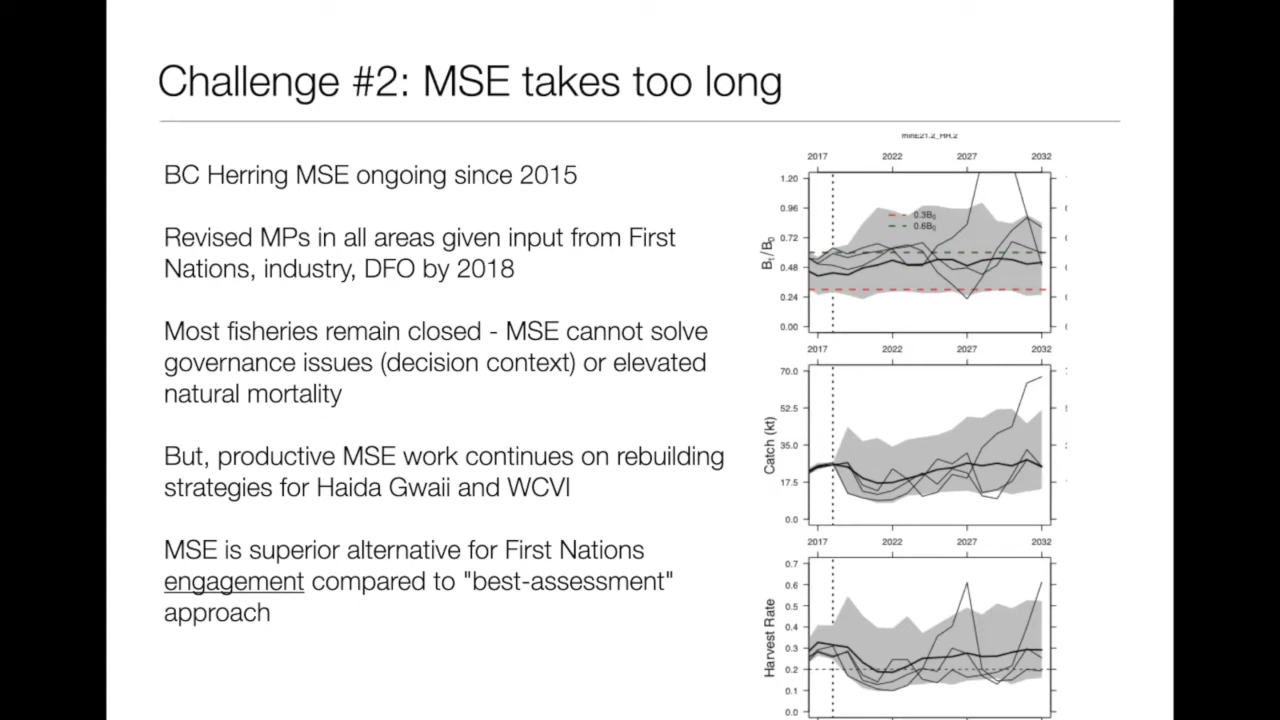 Challenge #2: MSE takes too long
BC Herring MSE ongoing since 2015
Revised MPs in all areas given input from First
Nations, industry, DFO by 2018
Most fisheries remain closed - MSE cannot solve
governance issues (decision context) or elevated
natural mortality
But, productive MSE work continues on rebuilding
strategies for Haida Gwaii and WCVI
MSE is superior alternative for First Nations
engagement compared to "best-assessment"
approach
2017 2022 2027 2032
1.20
0.96
0.72
0.48
0.24
0.00
Bt/B0
0.3B0
0.6B0
2017 2022 2027 2032
70.0
52.5
35.0
17.5
0.0
Catch (kt)
2017 2022 2027 2032
0.7
0.6
0.5
0.4
0.3
0.2
0.1
0.0
Harvest Rate